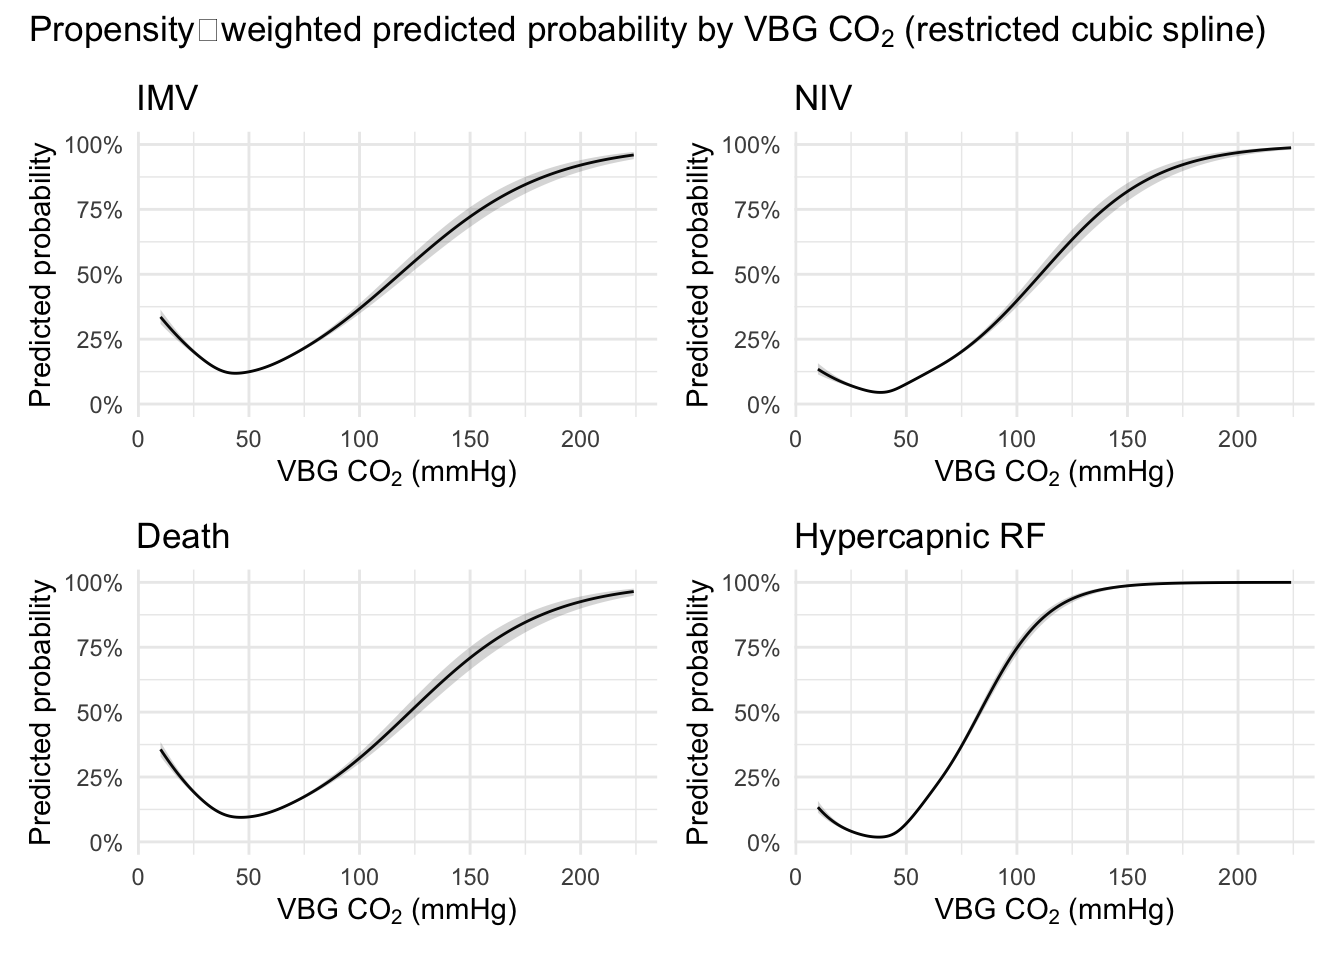 Propensity□weighted predicted probability by VBG CO₂ (restricted cubic spline)
IMV
Predicted probability
100%
75%
50%
25%
0%
0 50 100 150 200
VBG CO₂ (mmHg)
NIV
Predicted probability
100%
75%
50%
25%
0%
0 50 100 150 200
VBG CO₂ (mmHg)
Death
Predicted probability
100%
75%
50%
25%
0%
0 50 100 150 200
VBG CO₂ (mmHg)
Hypercapnic RF
Predicted probability
100%
75%
50%
25%
0%
0 50 100 150 200
VBG CO₂ (mmHg)